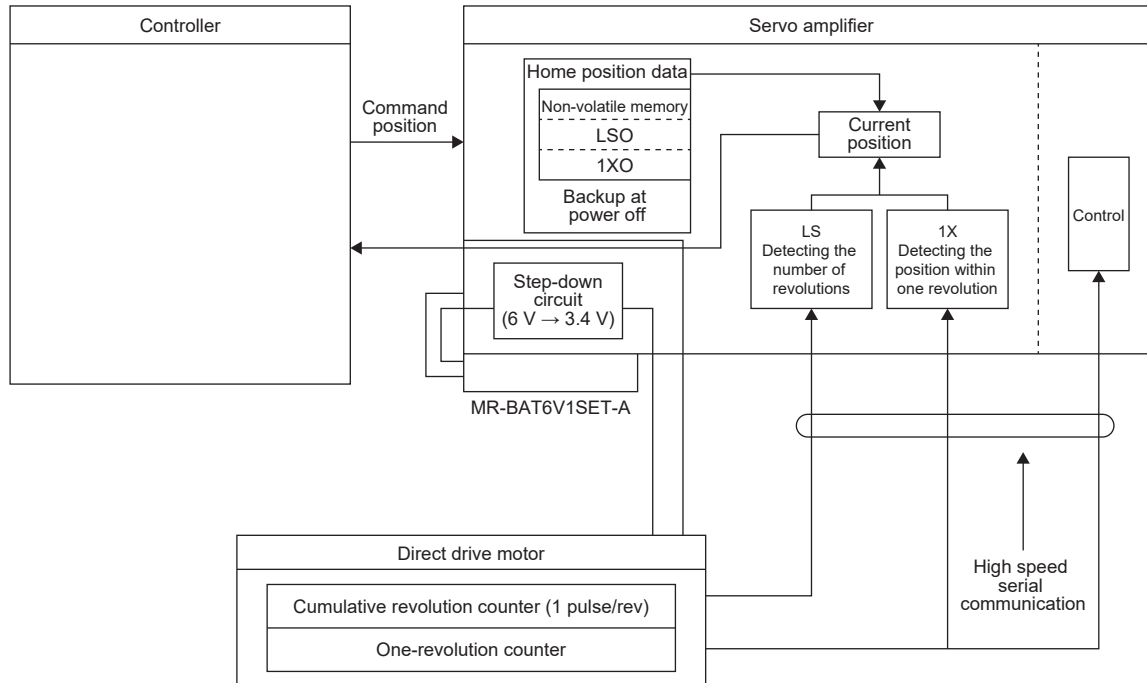 Controller
Servo amplifier
Command
position
Home position data
Non-volatile memory
LSO
1XO
Backup at
power off
Current
position
LS
Detecting the
number of
revolutions
1X
Detecting the
position within
one revolution
Control
Step-down
circuit
(6 V → 3.4 V)
MR-BAT6V1SET-A
Direct drive motor
Cumulative revolution counter (1 pulse/rev)
One-revolution counter
High speed
serial
communication